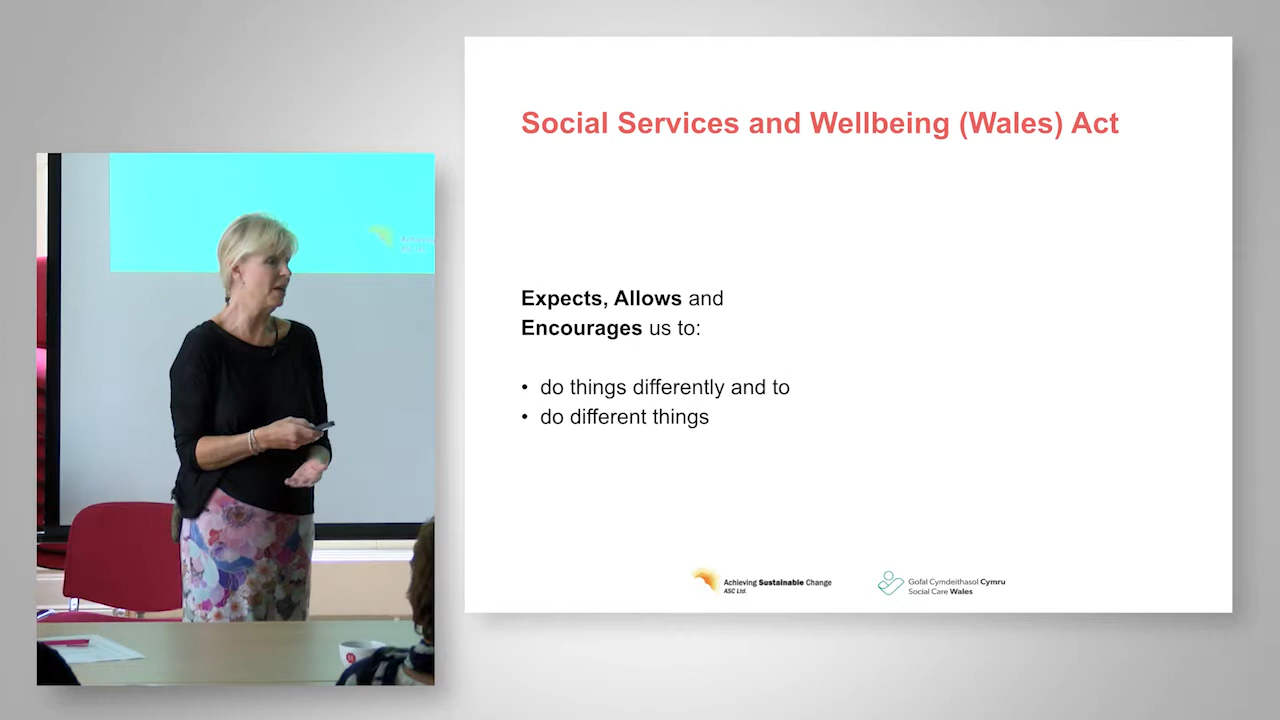 Social Services and Wellbeing (Wales) Act
Expects, Allows and
Encourages us to:
• do things differently and to
• do different things
Achieving Sustainable Change
ASC Ltd.
Gofal Cymdeithasol Cymru
Social Care Wales